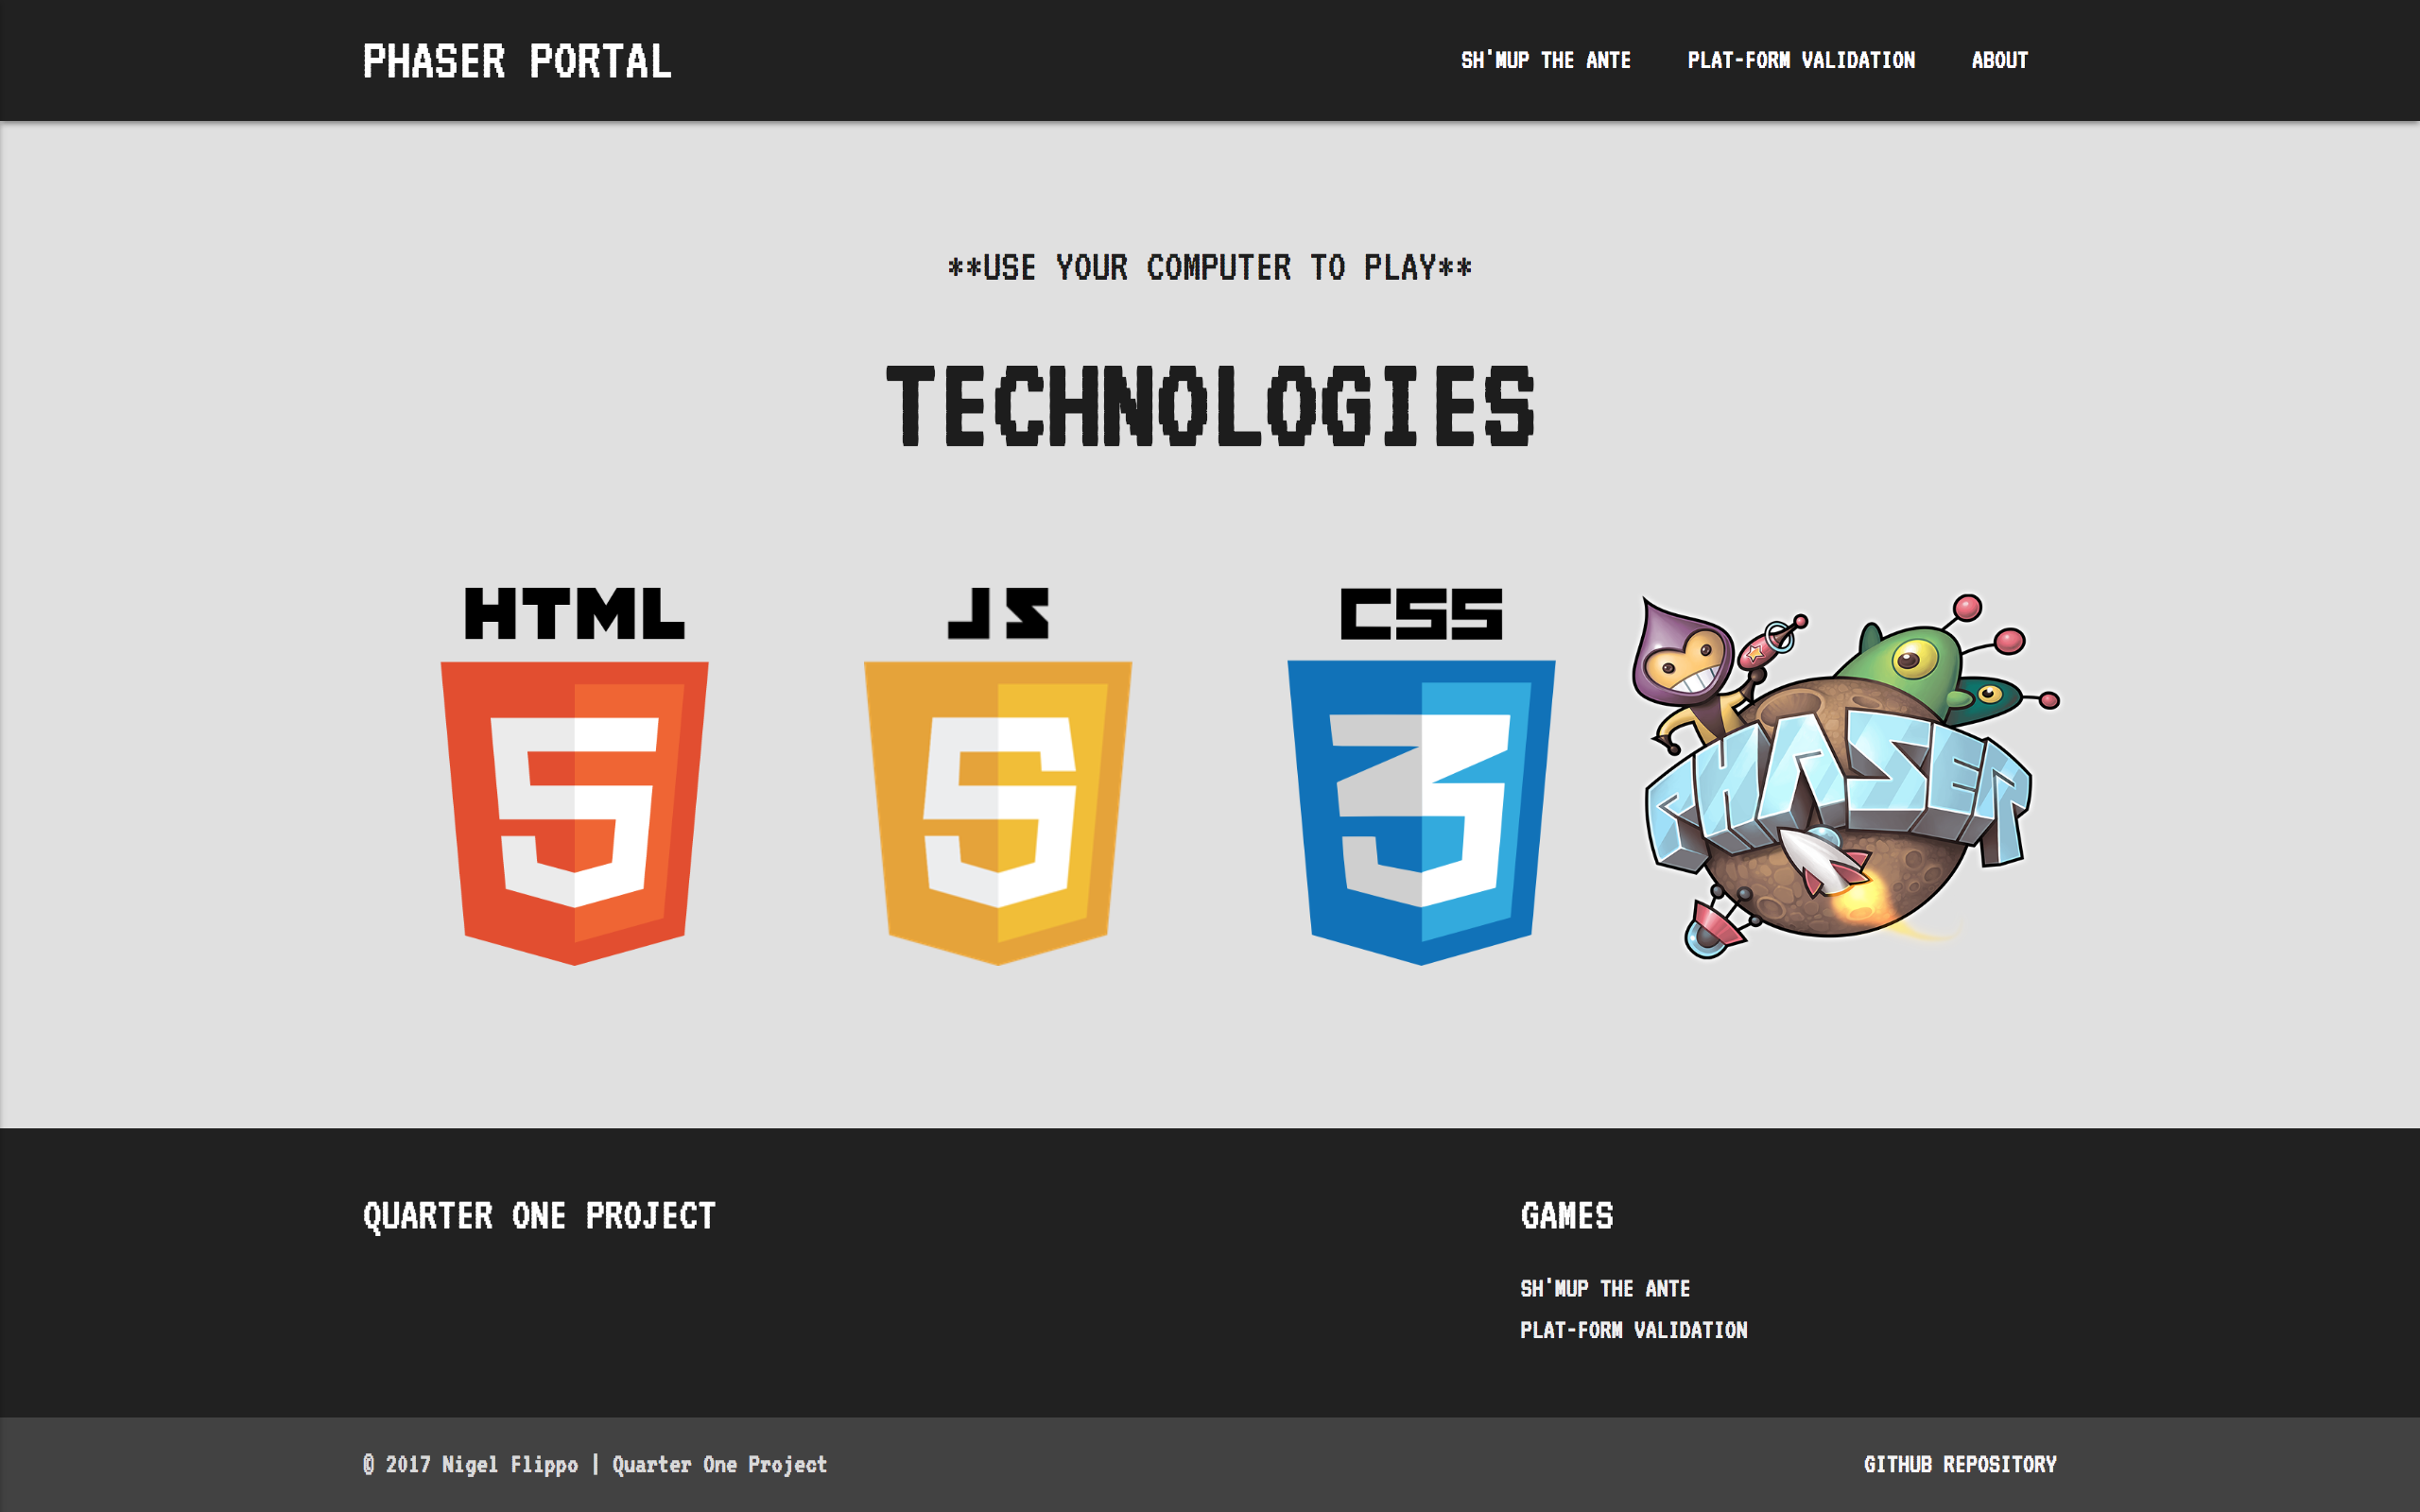 PHASER PORTAL
SH'MUP THE ANTE
PLAT-FORM VALIDATION
ABOUT
**USE YOUR COMPUTER TO PLAY**
TECHNOLOGIES
HTML
JS
CSS
5
5
3
PHASER
QUARTER ONE PROJECT
GAMES
SH'MUP THE ANTE
PLAT-FORM VALIDATION
© 2017 Nigel Flippo | Quarter One Project
GITHUB REPOSITORY